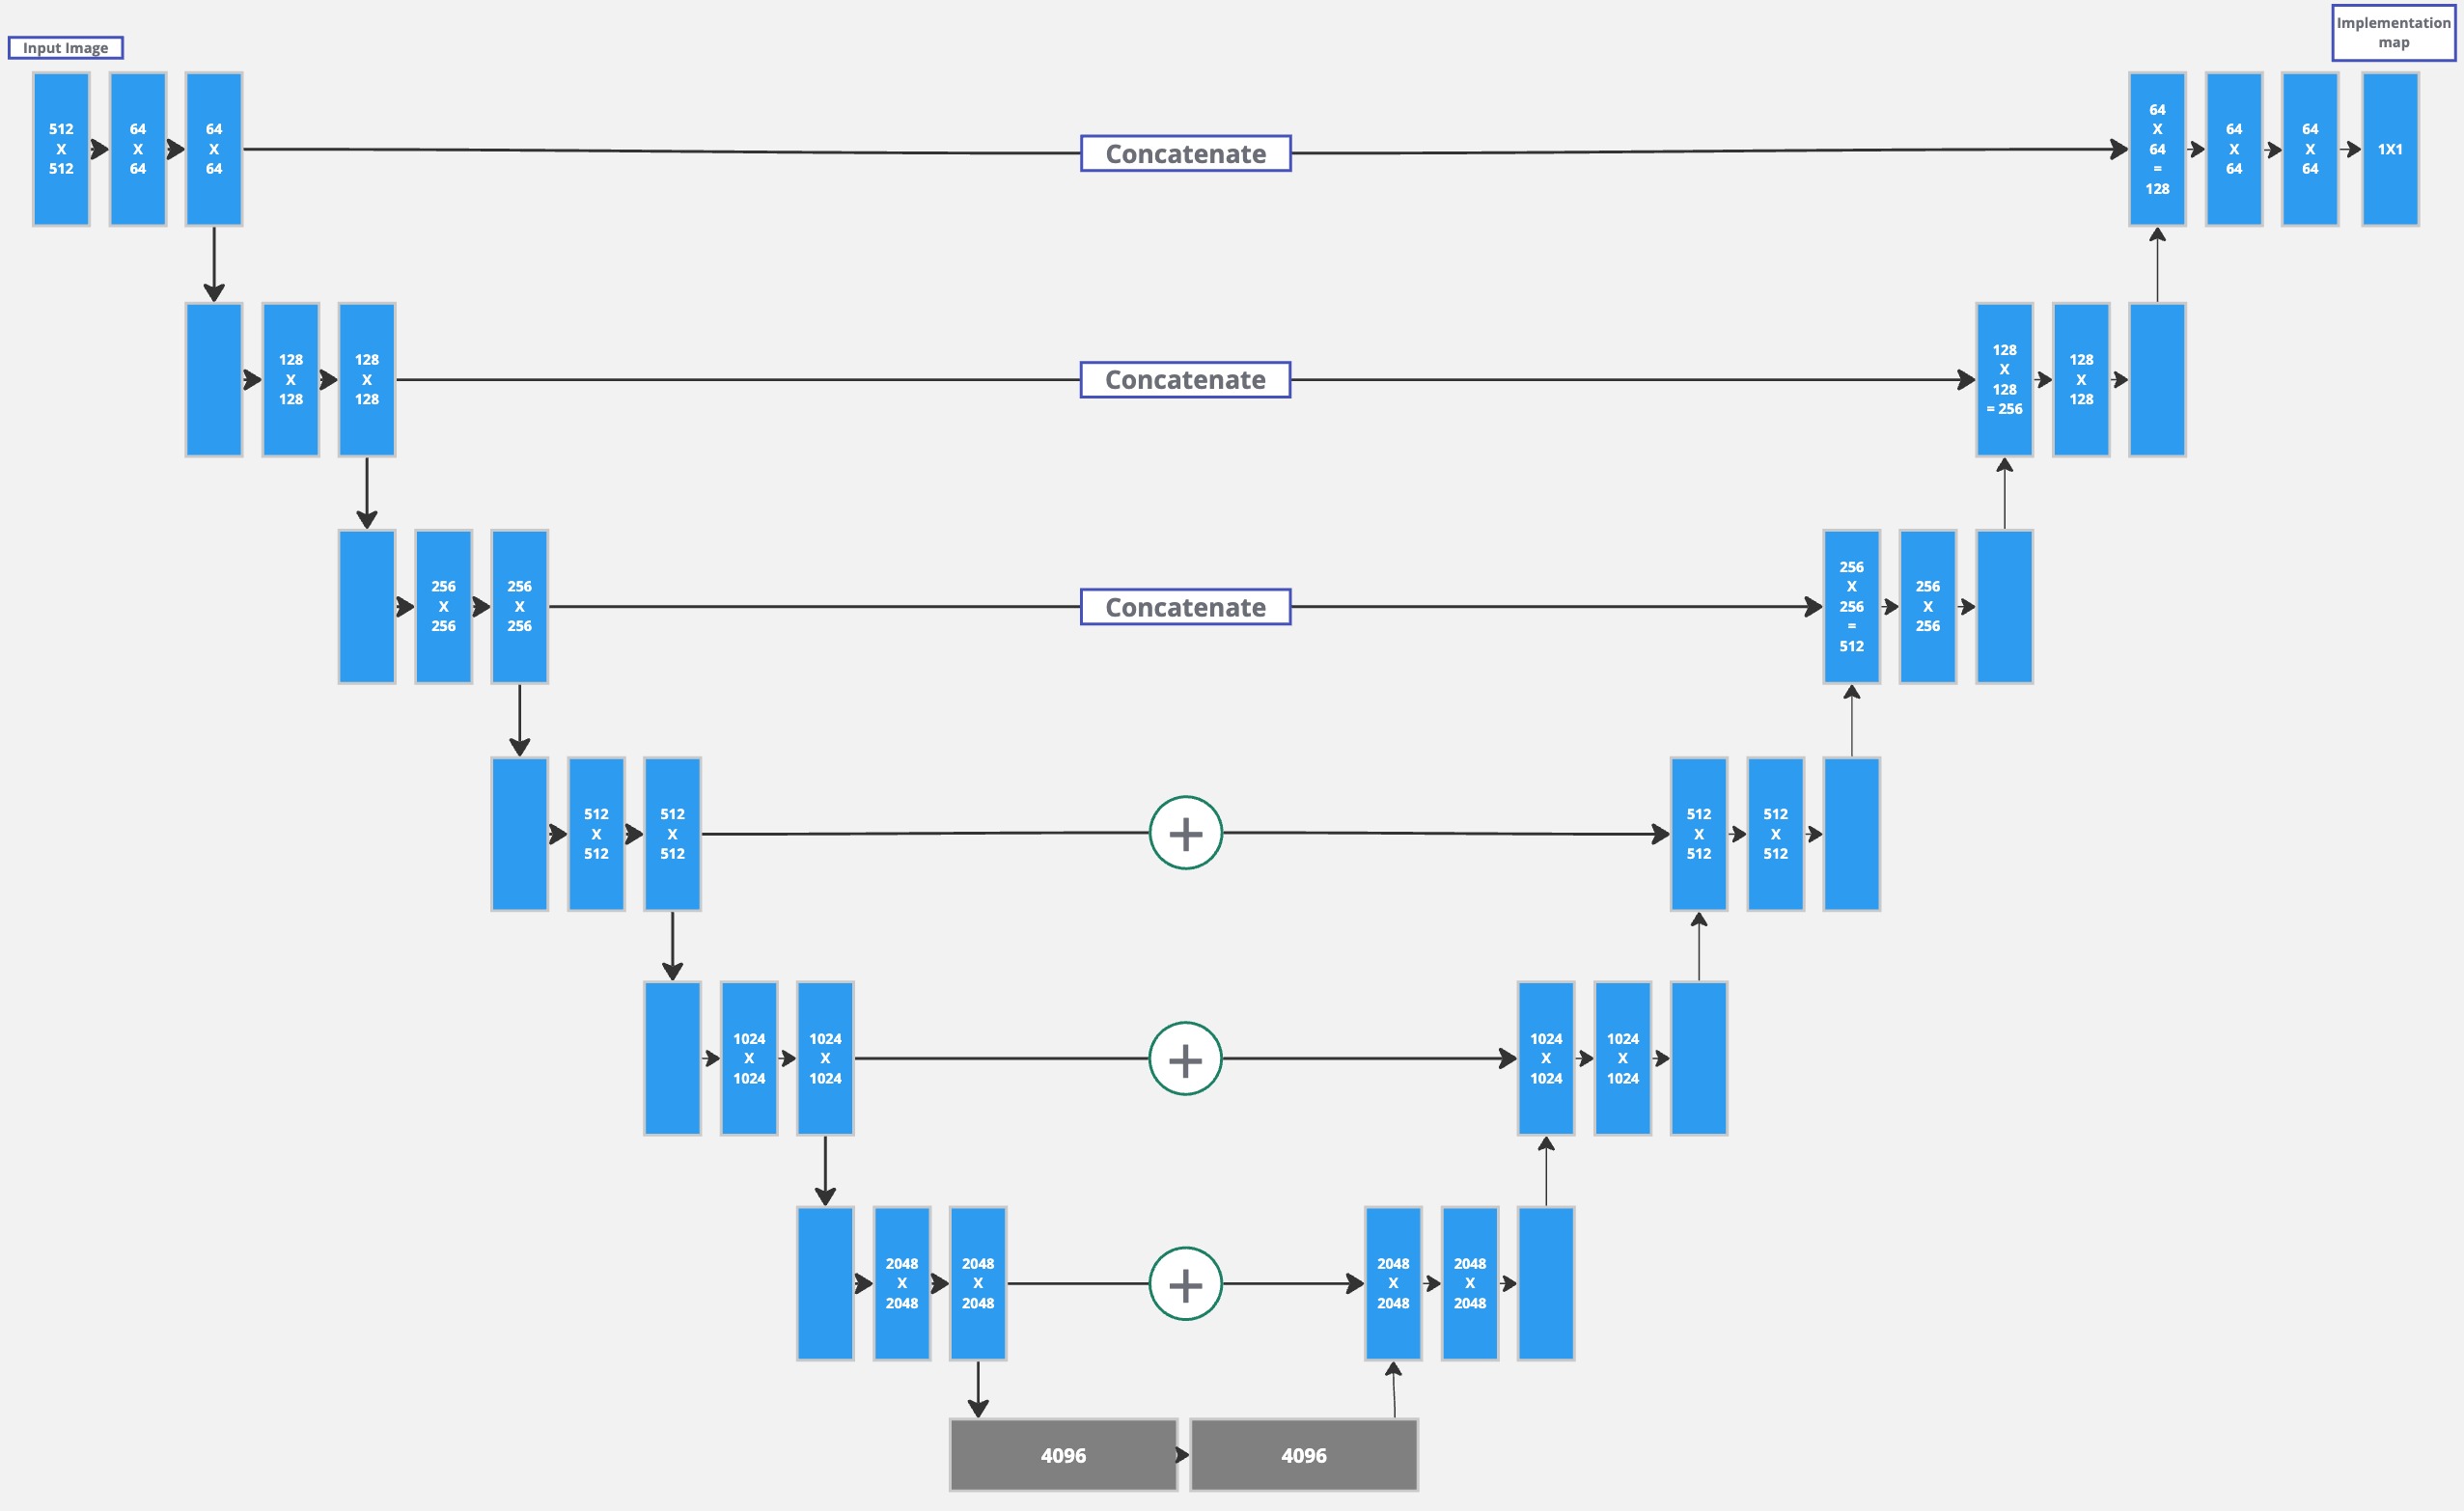 Implementation
map
Input Image
512
X
512
64
X
64
64
X
64
Concatenate
64
X
64
=
128
64
X
64
64
X
64
1X1
128
X
128
128
X
128
Concatenate
128
X
128
= 256
128
X
128
256
X
256
256
X
256
Concatenate
256
X
256
=
512
256
X
256
512
X
512
512
X
512
+
512
X
512
512
X
512
1024
X
1024
1024
X
1024
+
1024
X
1024
1024
X
1024
2048
X
2048
2048
X
2048
+
2048
X
2048
2048
X
2048
4096
4096